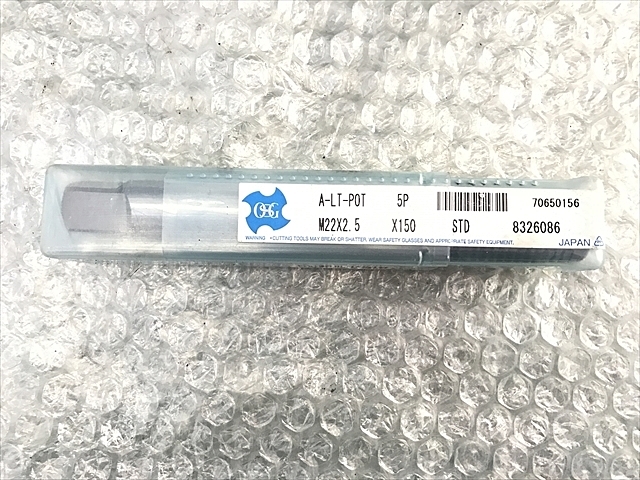 OSG
A-LT-POT 5P 70650156
M22X2.5 X150 STD 8326086
WARNING CUTTING TOOLS MAY BREAK OR SHATTER. WEAR SAFETY GLASSES AND APPROPRIATE SAFETY EQUIPMENT.
JAPAN